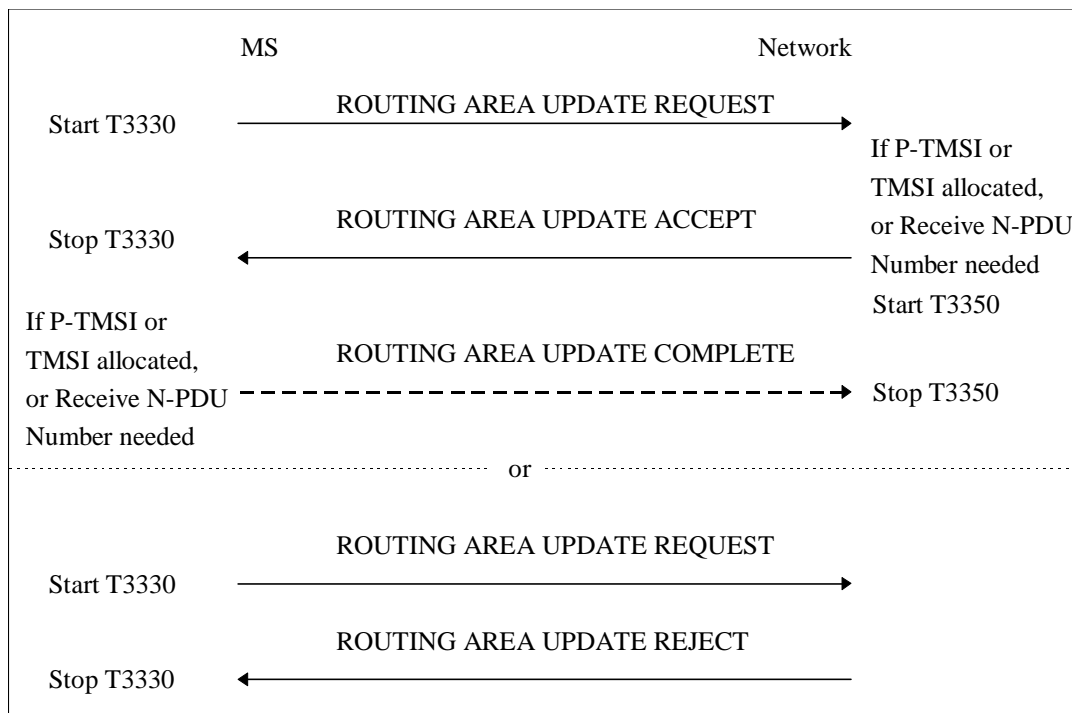 MS
Network
ROUTING AREA UPDATE REQUEST
Start T3330
If P-TMSI or
TMSI allocated,
or Receive N-PDU
Number needed
Start T3350
ROUTING AREA UPDATE ACCEPT
Stop T3330
If P-TMSI or
TMSI allocated,
or Receive N-PDU
Number needed
ROUTING AREA UPDATE COMPLETE
Stop T3350
or
ROUTING AREA UPDATE REQUEST
Start T3330
ROUTING AREA UPDATE REJECT
Stop T3330